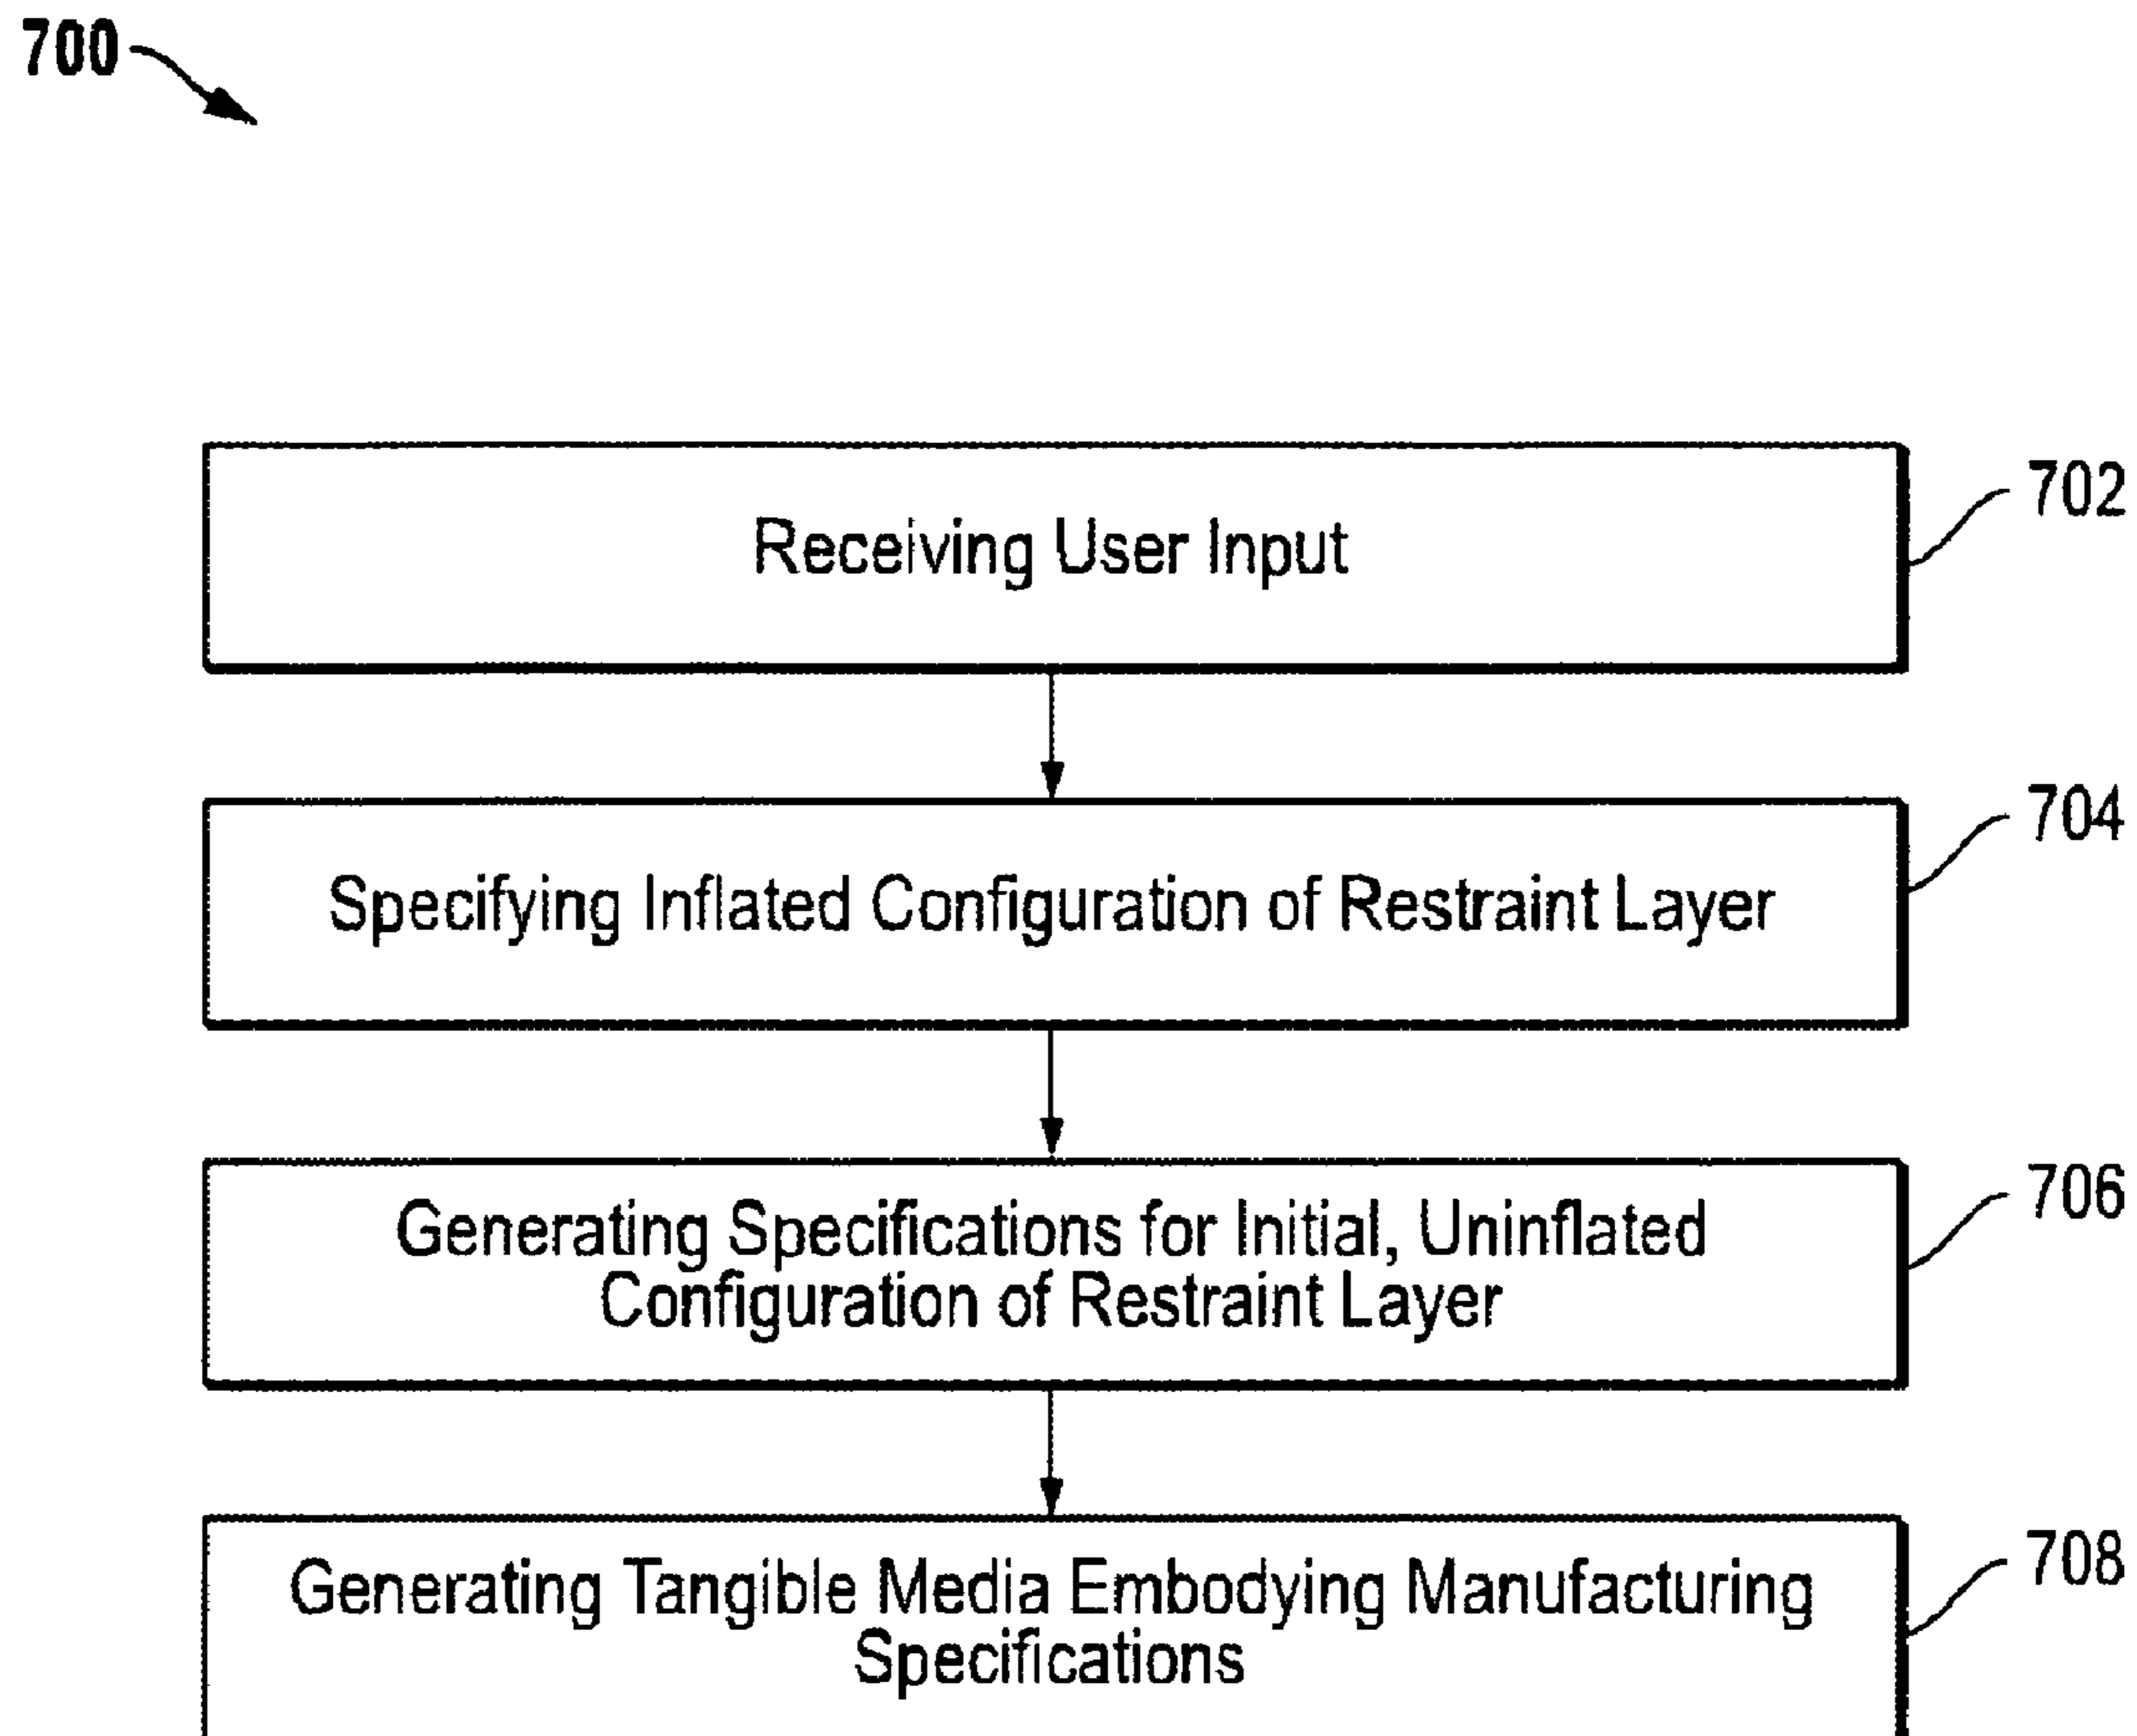 700
Receiving User Input
702
Specifying Inflated Configuration of Restraint Layer
704
Generating Specifications for Initial, Uninflated
Configuration of Restraint Layer
706
Generating Tangible Media Embodying Manufacturing
Specifications
708